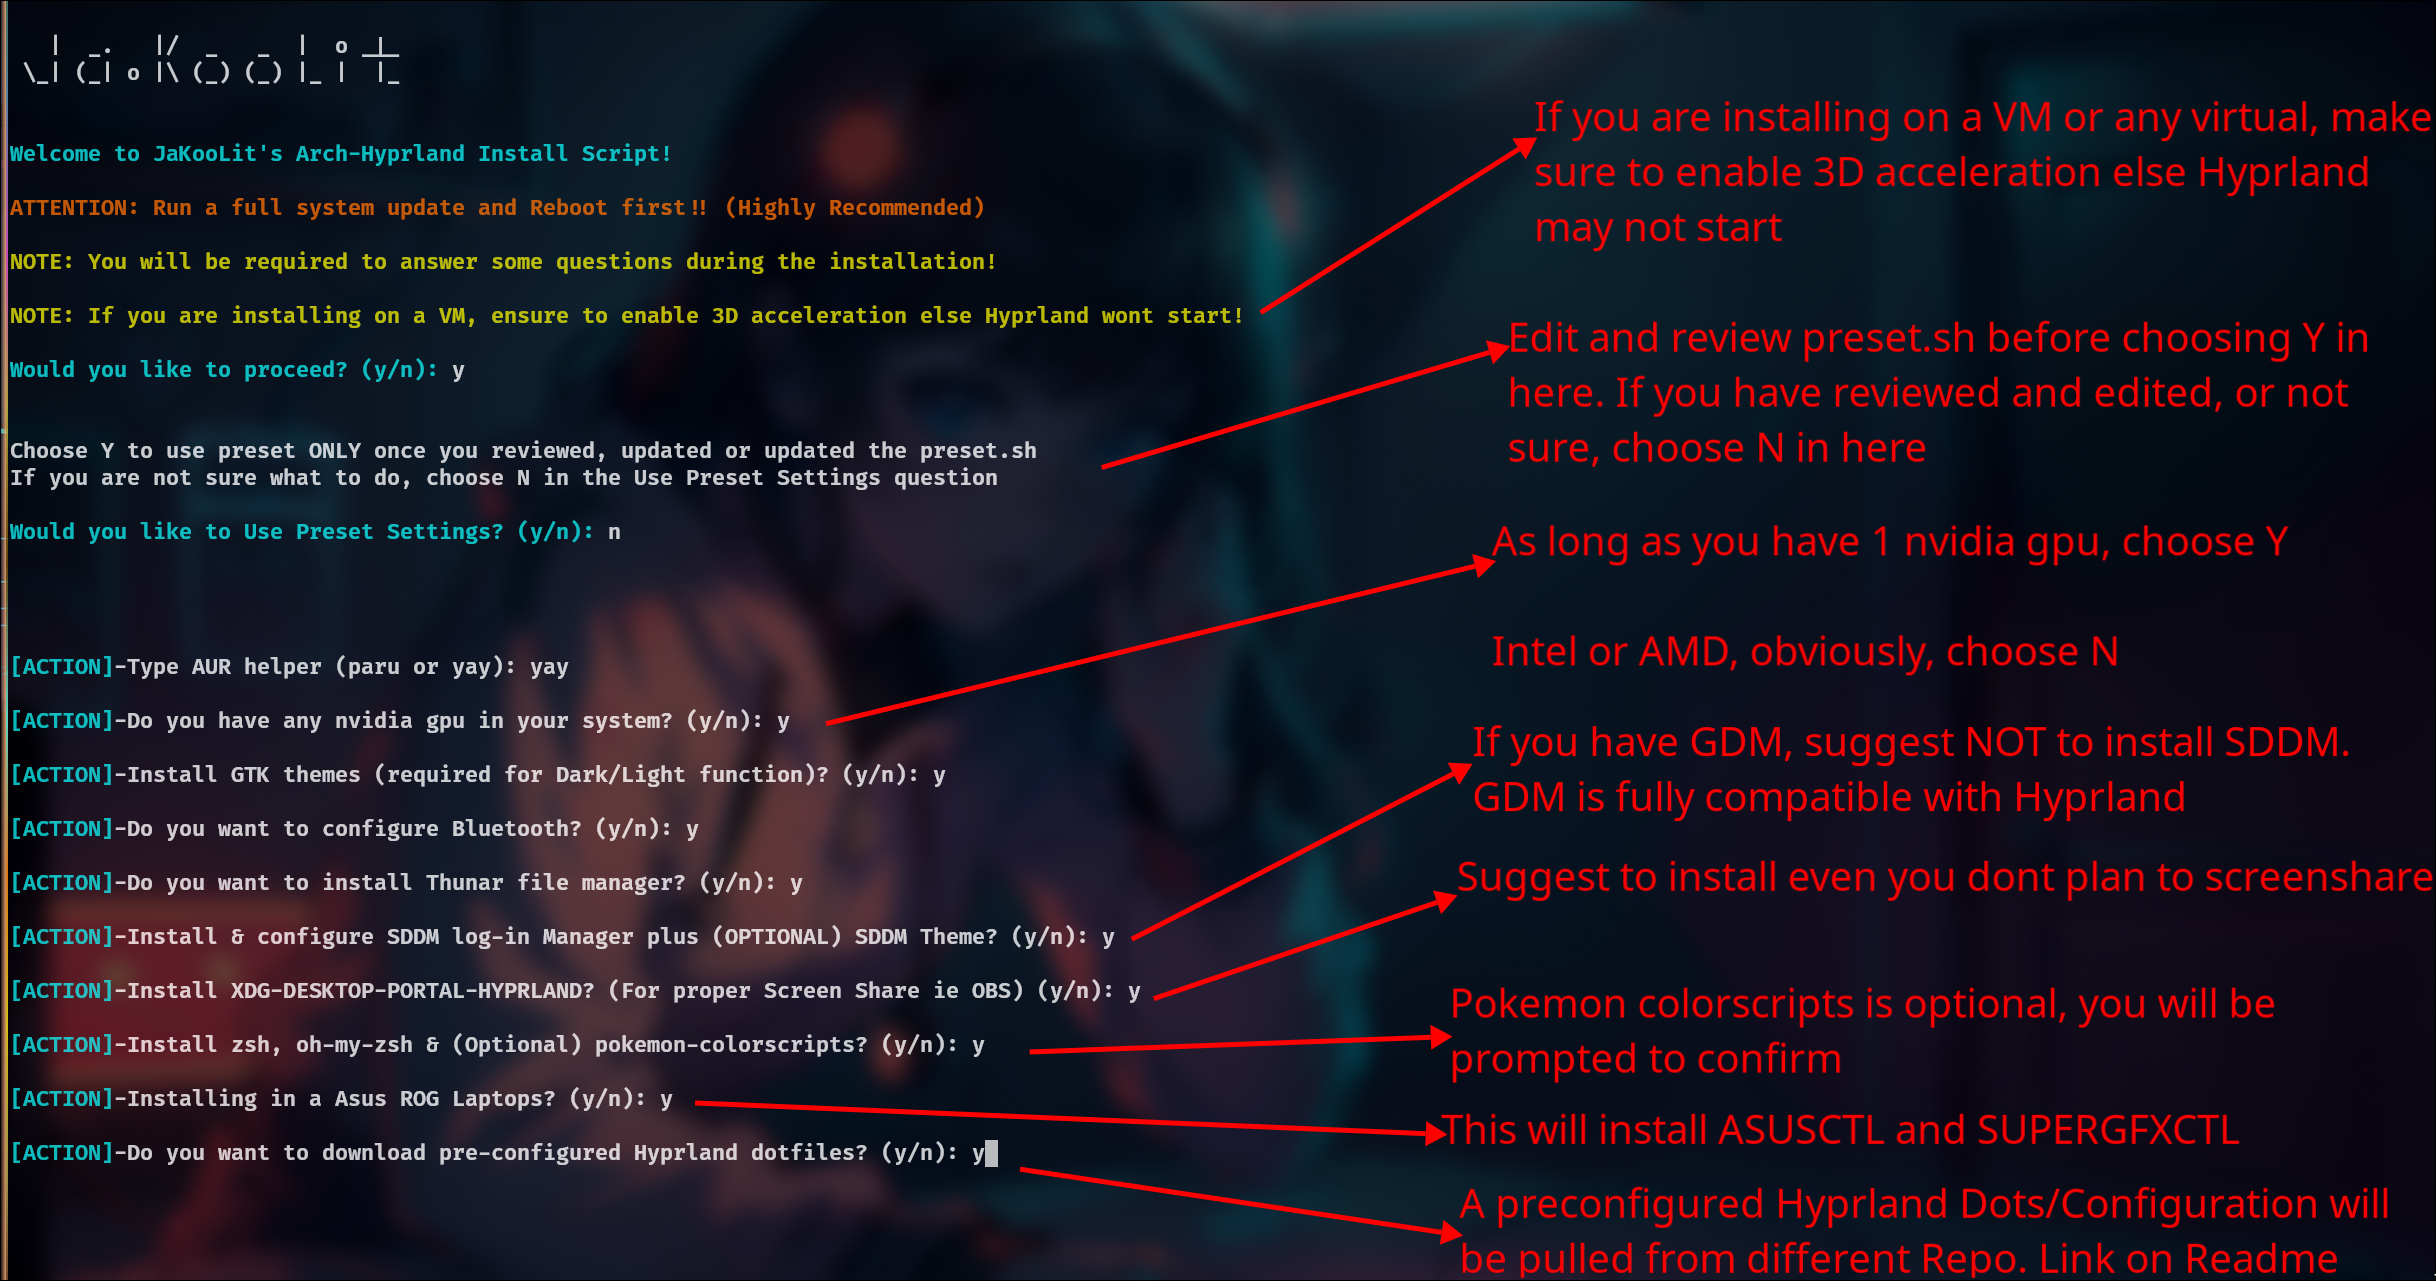 Ja.KooLit
Welcome to JaKooLit's Arch-Hyprland Install Script!
ATTENTION: Run a full system update and Reboot first!! (Highly Recommended)
NOTE: You will be required to answer some questions during the installation!
NOTE: If you are installing on a VM, ensure to enable 3D acceleration else Hyprland wont start!
Would you like to proceed? (y/n): y
Choose Y to use preset ONLY once you reviewed, updated or updated the preset.sh
If you are not sure what to do, choose N in the Use Preset Settings question
Would you like to Use Preset Settings? (y/n): n
[ACTION]-Type AUR helper (paru or yay): yay
[ACTION]-Do you have any nvidia gpu in your system? (y/n): y
[ACTION]-Install GTK themes (required for Dark/Light function)? (y/n): y
[ACTION]-Do you want to configure Bluetooth? (y/n): y
[ACTION]-Do you want to install Thunar file manager? (y/n): y
[ACTION]-Install & configure SDDM log-in Manager plus (OPTIONAL) SDDM Theme? (y/n): y
[ACTION]-Install XDG-DESKTOP-PORTAL-HYPRLAND? (For proper Screen Share ie OBS) (y/n): y
[ACTION]-Install zsh, oh-my-zsh & (Optional) pokemon-colorscripts? (y/n): y
[ACTION]-Installing in a Asus ROG Laptops? (y/n): y
[ACTION]-Do you want to download pre-configured Hyprland dotfiles? (y/n): y
If you are installing on a VM or any virtual, make
sure to enable 3D acceleration else Hyprland
may not start
Edit and review preset.sh before choosing Y in
here. If you have reviewed and edited, or not
sure, choose N in here
As long as you have 1 nvidia gpu, choose Y
Intel or AMD, obviously, choose N
If you have GDM, suggest NOT to install SDDM.
GDM is fully compatible with Hyprland
Suggest to install even you dont plan to screenshare
Pokemon colorscripts is optional, you will be
prompted to confirm
This will install ASUSCTL and SUPERGFXCTL
A preconfigured Hyprland Dots/Configuration will
be pulled from different Repo. Link on Readme